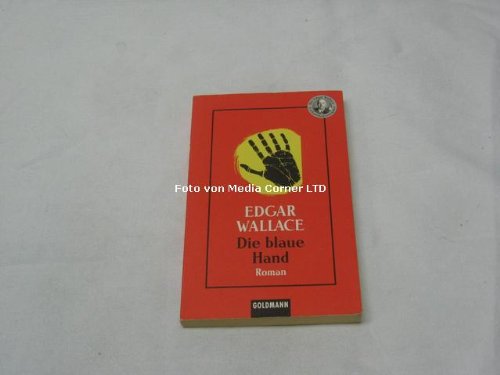 Foto von Media Corner LTD
EDGAR
WALLACE
Die blaue
Hand
Roman
GOLDMANN